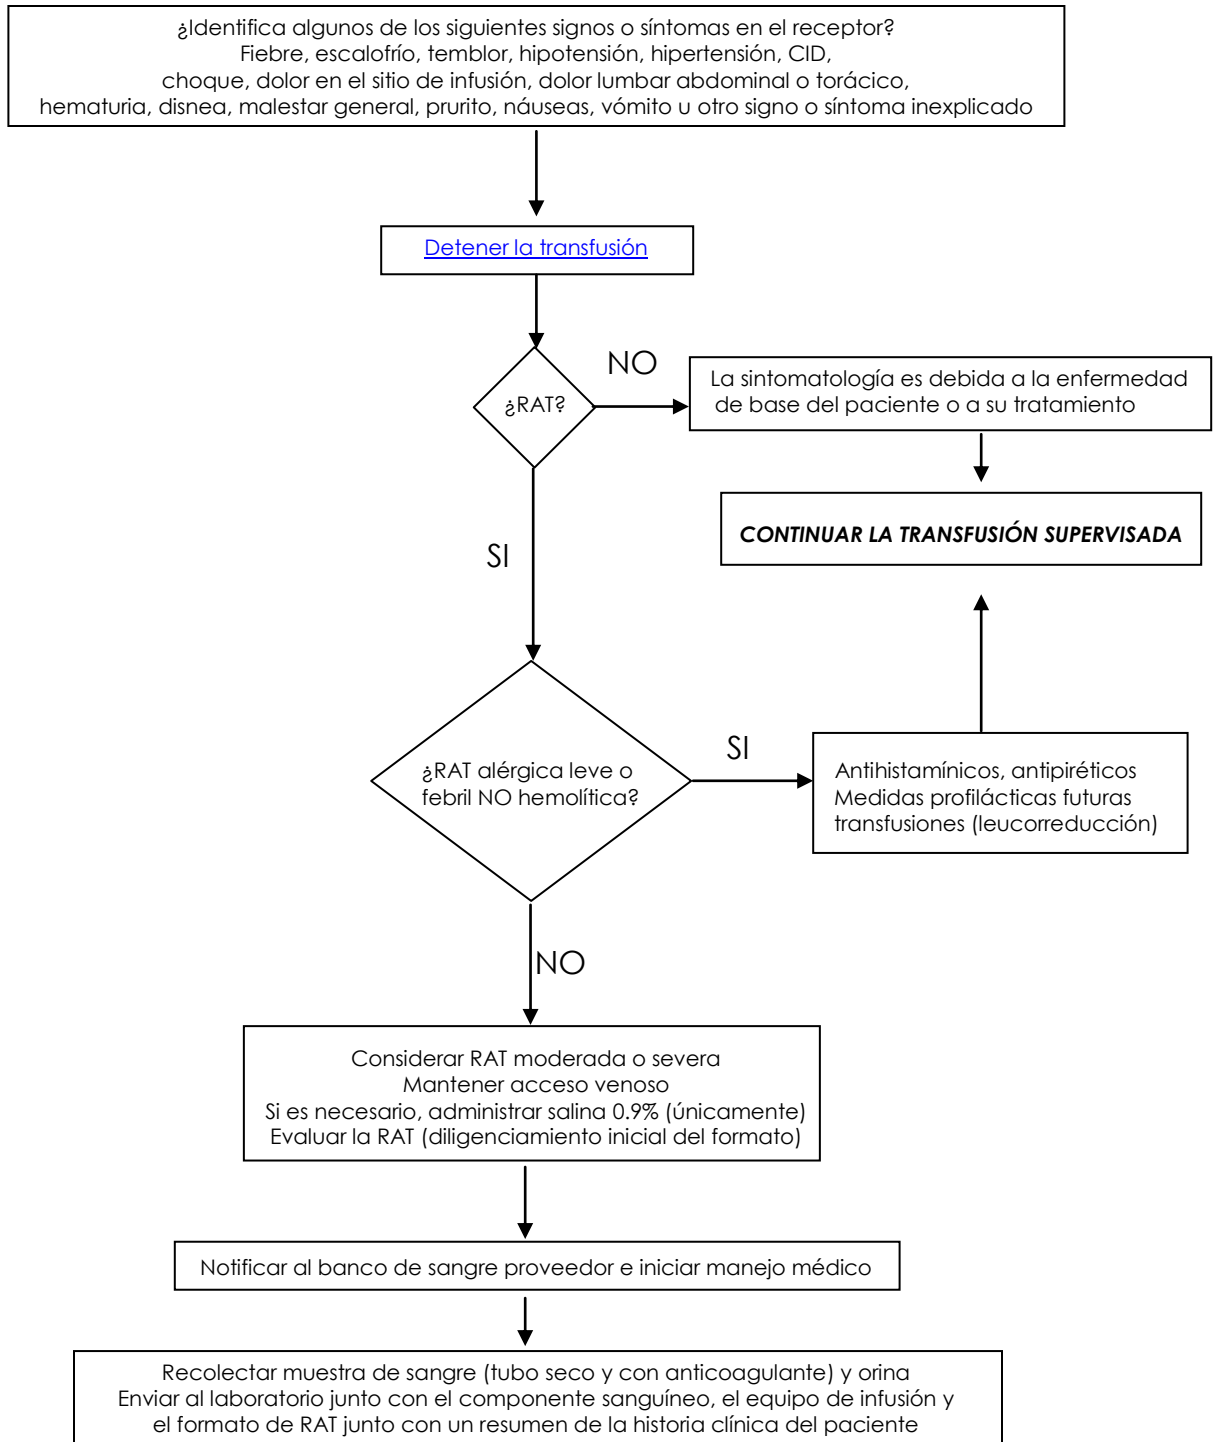 ¿Identifica algunos de los siguientes signos o síntomas en el receptor?
Fiebre, escalofrío, temblor, hipotensión, hipertensión, CID,
choque, dolor en el sitio de infusión, dolor lumbar abdominal o torácico,
hematuria, disnea, malestar general, prurito, náuseas, vómito u otro signo o síntoma inexplicado
Detener la transfusión
¿RAT?
NO
La sintomatología es debida a la enfermedad
de base del paciente o a su tratamiento
CONTINUAR LA TRANSFUSIÓN SUPERVISADA
SI
¿RAT alérgica leve o
febril NO hemolítica?
SI
Antihistamínicos, antipiréticos
Medidas profilácticas futuras
transfusiones (leucorreducción)
NO
Considerar RAT moderada o severa
Mantener acceso venoso
Si es necesario, administrar salina 0.9% (únicamente)
Evaluar la RAT (diligenciamiento inicial del formato)
Notificar al banco de sangre proveedor e iniciar manejo médico
Recolectar muestra de sangre (tubo seco y con anticoagulante) y orina
Enviar al laboratorio junto con el componente sanguíneo, el equipo de infusión y
el formato de RAT junto con un resumen de la historia clínica del paciente